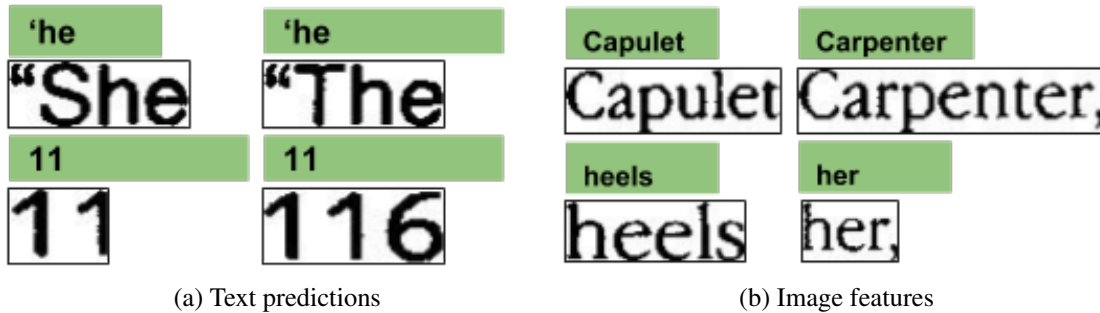 ‘he ‘he Capulet Carpenter
“She “The Capulet Carpenter,
11 11 heels her
11 116 heels her,
(a) Text predictions (b) Image features